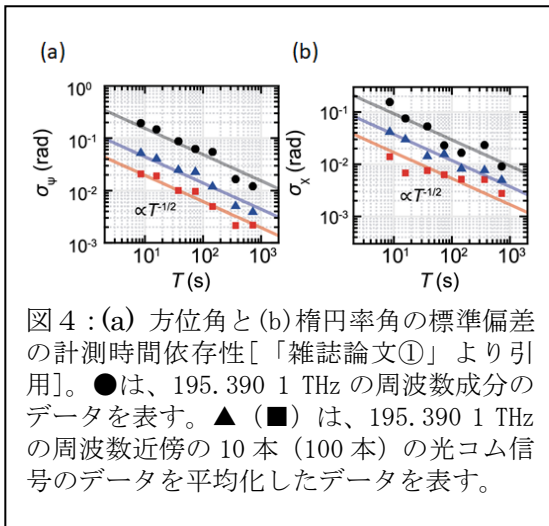 (a)
(b)
10⁰
10⁻¹
10⁻²
10⁻³
σψ (rad)
∝T⁻¹/²
10¹
10²
10³
T (s)
10⁻¹
10⁻²
10⁻³
σχ (rad)
∝T⁻¹/²
10¹
10²
10³
T (s)
図４：(a) 方位角と(b)楕円率角の標準偏差
の計測時間依存性[「雑誌論文①」より引
用]。●は、195.390 1 THz の周波数成分の
データを表す。▲（■）は、195.390 1 THz
の周波数近傍の 10 本（100 本）の光コム信
号のデータを平均化したデータを表す。